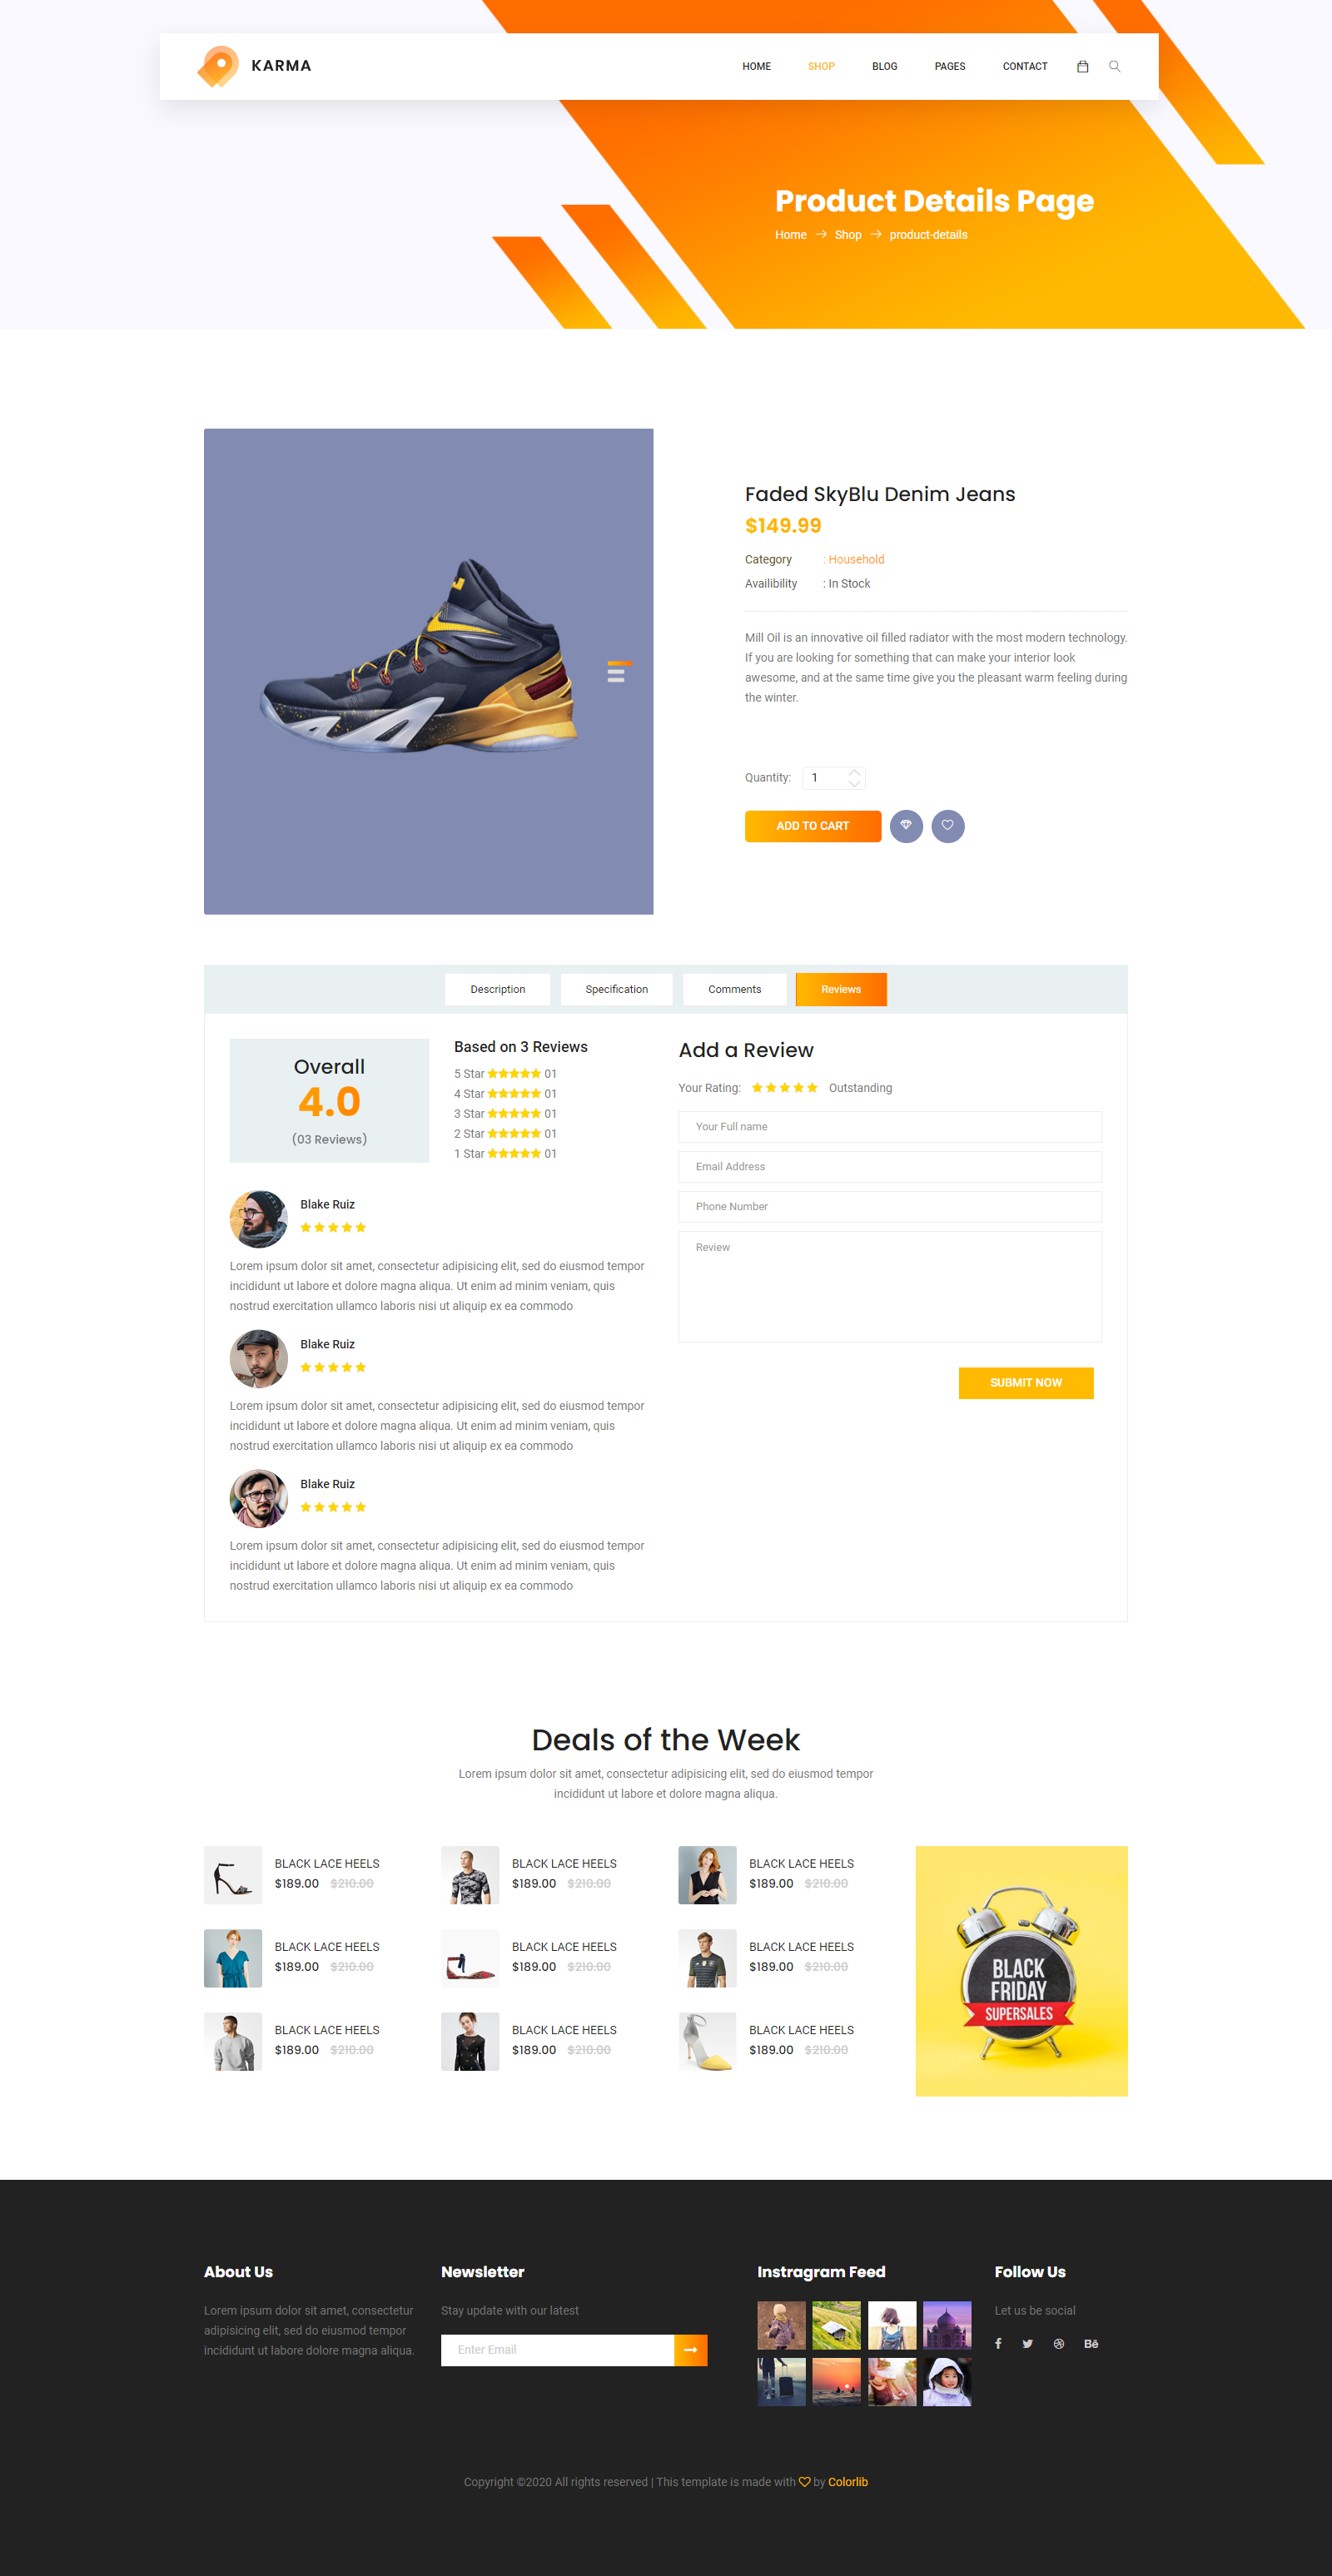 KARMA
HOME SHOP BLOG PAGES CONTACT
Product Details Page
Home → Shop → product-details
Faded SkyBlu Denim Jeans
$149.99
Category : Household
Availibility : In Stock
Mill Oil is an innovative oil filled radiator with the most modern technology.
If you are looking for something that can make your interior look
awesome, and at the same time give you the pleasant warm feeling during
the winter.
Quantity: 1
ADD TO CART
Description Specification Comments Reviews
Overall
4.0
(03 Reviews)
Based on 3 Reviews
5 Star 01
4 Star 01
3 Star 01
2 Star 01
1 Star 01
Blake Ruiz
Lorem ipsum dolor sit amet, consectetur adipisicing elit, sed do eiusmod tempor
incididunt ut labore et dolore magna aliqua. Ut enim ad minim veniam, quis
nostrud exercitation ullamco laboris nisi ut aliquip ex ea commodo
Blake Ruiz
Lorem ipsum dolor sit amet, consectetur adipisicing elit, sed do eiusmod tempor
incididunt ut labore et dolore magna aliqua. Ut enim ad minim veniam, quis
nostrud exercitation ullamco laboris nisi ut aliquip ex ea commodo
Blake Ruiz
Lorem ipsum dolor sit amet, consectetur adipisicing elit, sed do eiusmod tempor
incididunt ut labore et dolore magna aliqua. Ut enim ad minim veniam, quis
nostrud exercitation ullamco laboris nisi ut aliquip ex ea commodo
Add a Review
Your Rating: Outstanding
Your Full name
Email Address
Phone Number
Review
SUBMIT NOW
Deals of the Week
Lorem ipsum dolor sit amet, consectetur adipisicing elit, sed do eiusmod tempor
incididunt ut labore et dolore magna aliqua.
BLACK LACE HEELS
$189.00 $210.00
BLACK LACE HEELS
$189.00 $210.00
BLACK LACE HEELS
$189.00 $210.00
BLACK LACE HEELS
$189.00 $210.00
BLACK LACE HEELS
$189.00 $210.00
BLACK LACE HEELS
$189.00 $210.00
BLACK LACE HEELS
$189.00 $210.00
BLACK LACE HEELS
$189.00 $210.00
BLACK LACE HEELS
$189.00 $210.00
BLACK
FRIDAY
SUPERSALES
About Us
Lorem ipsum dolor sit amet, consectetur
adipisicing elit, sed do eiusmod tempor
incididunt ut labore dolore magna aliqua.
Newsletter
Stay update with our latest
Enter Email
Instragram Feed
Follow Us
Let us be social
Copyright ©2020 All rights reserved | This template is made with ♡ by Colorlib